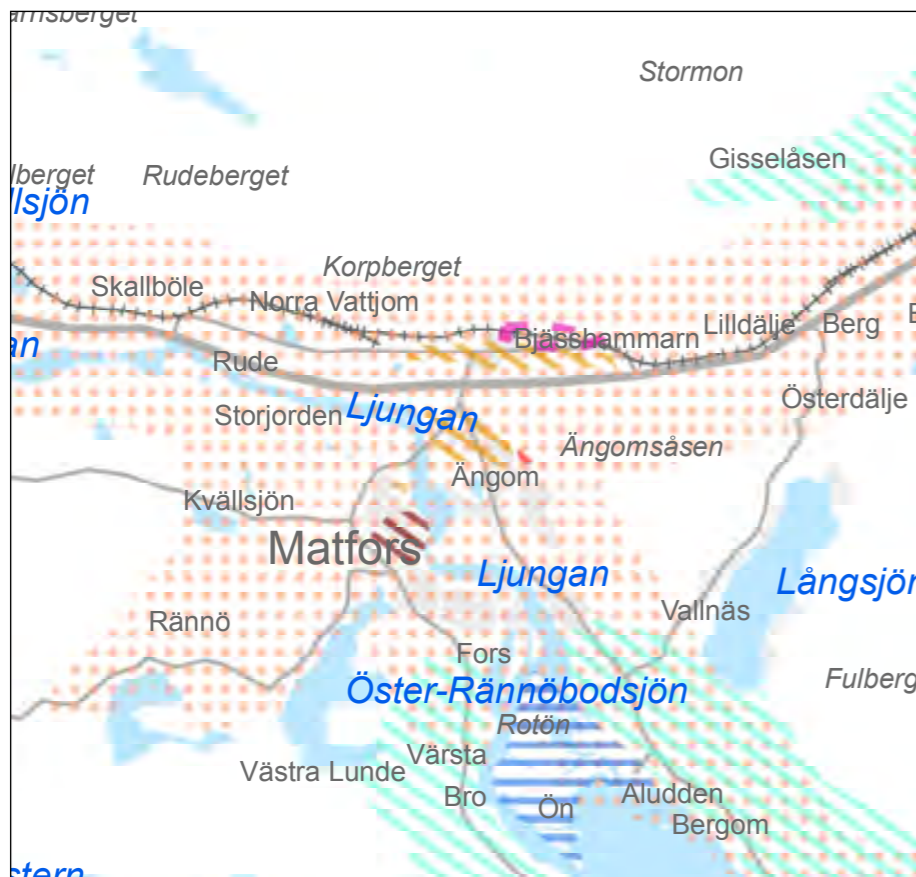 Stormon
Gisselåsen
Rudeberget
Korpberget
Skallböle
Norra Vattjom
Bjässhammarn
Lilldälje
Berg
Rude
Österdälje
Storjorden
Ljungan
Ängomsåsen
Ängom
Kvällsjön
Matfors
Ljungan
Långsjön
Vallnäs
Rännö
Fors
Öster-Rännöbodsjön
Rotön
Värsta
Västra Lunde
Bro
Ön
Aludden
Bergom